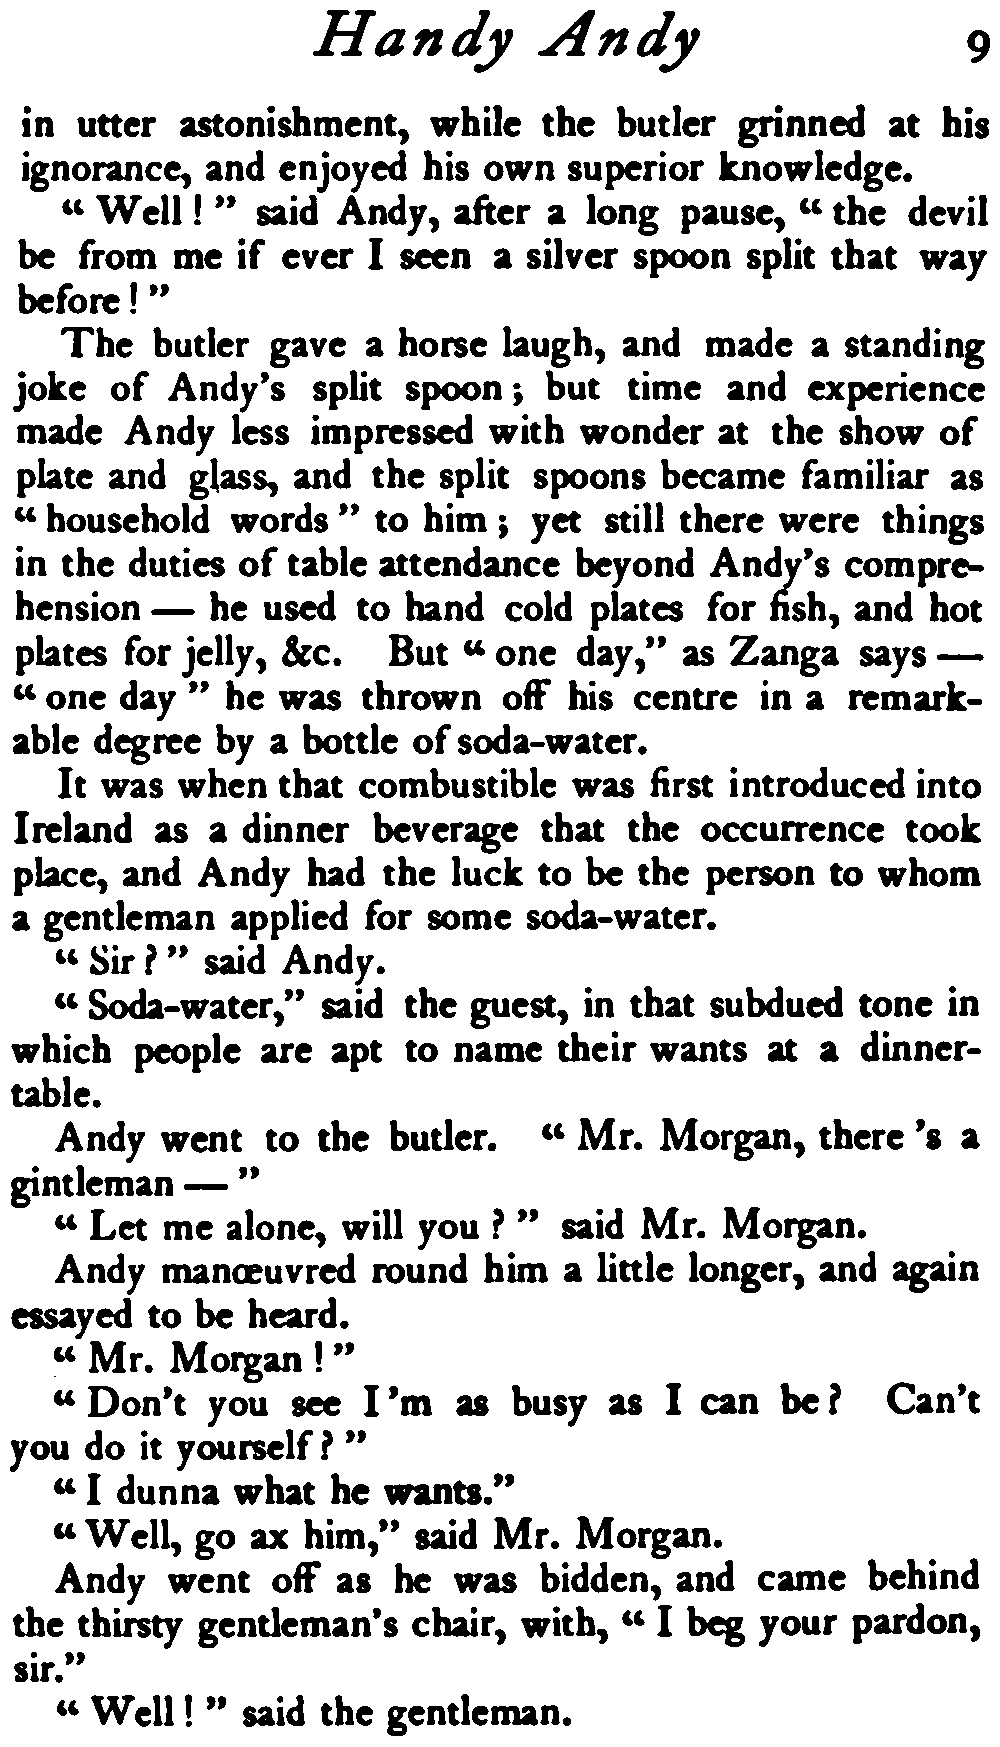 Handy Andy 9
in utter astonishment, while the butler grinned at his
ignorance, and enjoyed his own superior knowledge.
“ Well ! ” said Andy, after a long pause, “ the devil
be from me if ever I seen a silver spoon split that way
before ! ”
The butler gave a horse laugh, and made a standing
joke of Andy’s split spoon ; but time and experience
made Andy less impressed with wonder at the show of
plate and glass, and the split spoons became familiar as
“ household words ” to him ; yet still there were things
in the duties of table attendance beyond Andy’s compre-
hension — he used to hand cold plates for fish, and hot
plates for jelly, &c. But “ one day,” as Zanga says —
“ one day ” he was thrown off his centre in a remark-
able degree by a bottle of soda-water.
It was when that combustible was first introduced into
Ireland as a dinner beverage that the occurrence took
place, and Andy had the luck to be the person to whom
a gentleman applied for some soda-water.
“ Sir ? ” said Andy.
“ Soda-water,” said the guest, in that subdued tone in
which people are apt to name their wants at a dinner-
table.
Andy went to the butler. “ Mr. Morgan, there ’s a
gintleman — ”
“ Let me alone, will you ? ” said Mr. Morgan.
Andy manœuvred round him a little longer, and again
essayed to be heard.
“ Mr. Morgan ! ”
“ Don’t you see I ’m as busy as I can be ? Can’t
you do it yourself ? ”
“ I dunna what he wants.”
“ Well, go ax him,” said Mr. Morgan.
Andy went off as he was bidden, and came behind
the thirsty gentleman’s chair, with, “ I beg your pardon,
sir.”
“ Well ! ” said the gentleman.